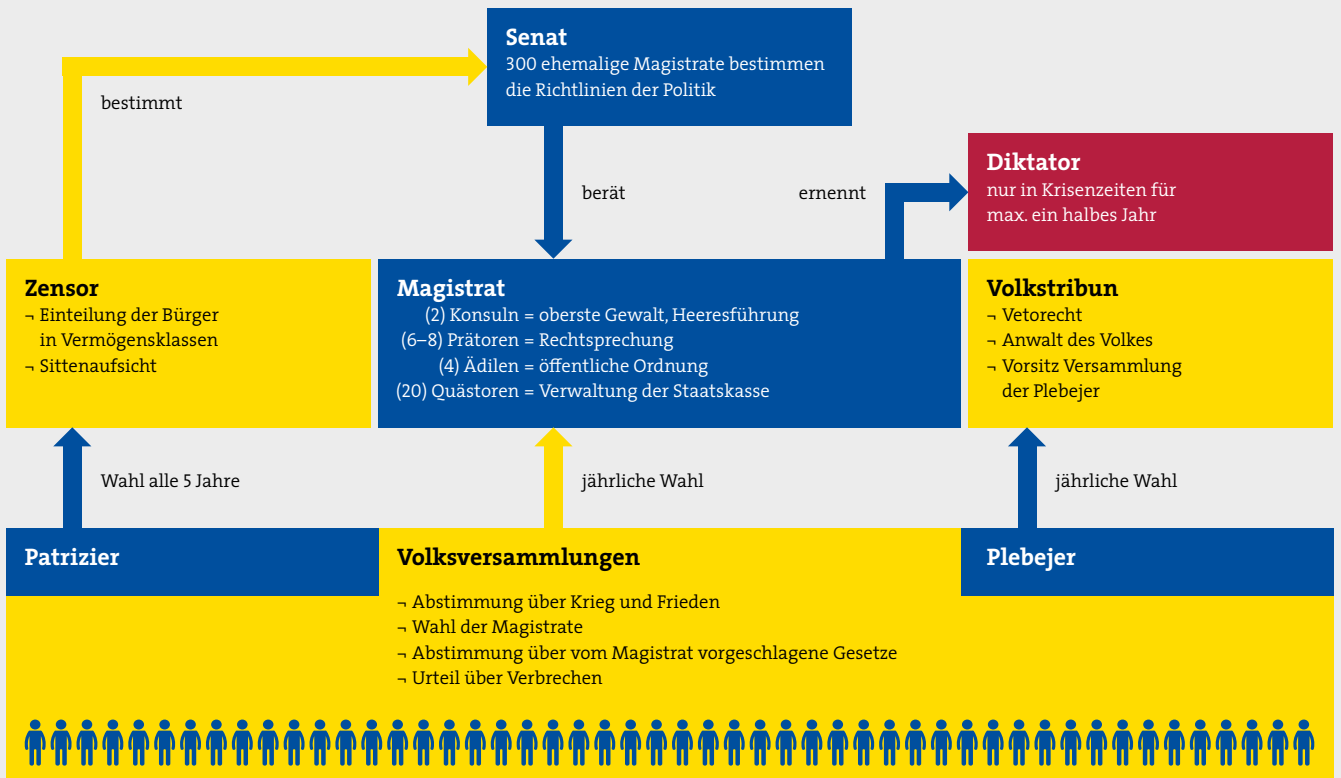 Senat
300 ehemalige Magistrate bestimmen
die Richtlinien der Politik
bestimmt
berät
ernennt
Diktator
nur in Krisenzeiten für
max. ein halbes Jahr
Zensor
¬ Einteilung der Bürger
in Vermögensklassen
¬ Sittenaufsicht
Magistrat
(2) Konsuln = oberste Gewalt, Heeresführung
(6–8) Prätoren = Rechtsprechung
(4) Ädilen = öffentliche Ordnung
(20) Quästoren = Verwaltung der Staatskasse
Volkstribun
¬ Vetorecht
¬ Anwalt des Volkes
¬ Vorsitz Versammlung
der Plebejer
Wahl alle 5 Jahre
jährliche Wahl
jährliche Wahl
Patrizier
Volksversammlungen
¬ Abstimmung über Krieg und Frieden
¬ Wahl der Magistrate
¬ Abstimmung über vom Magistrat vorgeschlagene Gesetze
¬ Urteil über Verbrechen
Plebejer